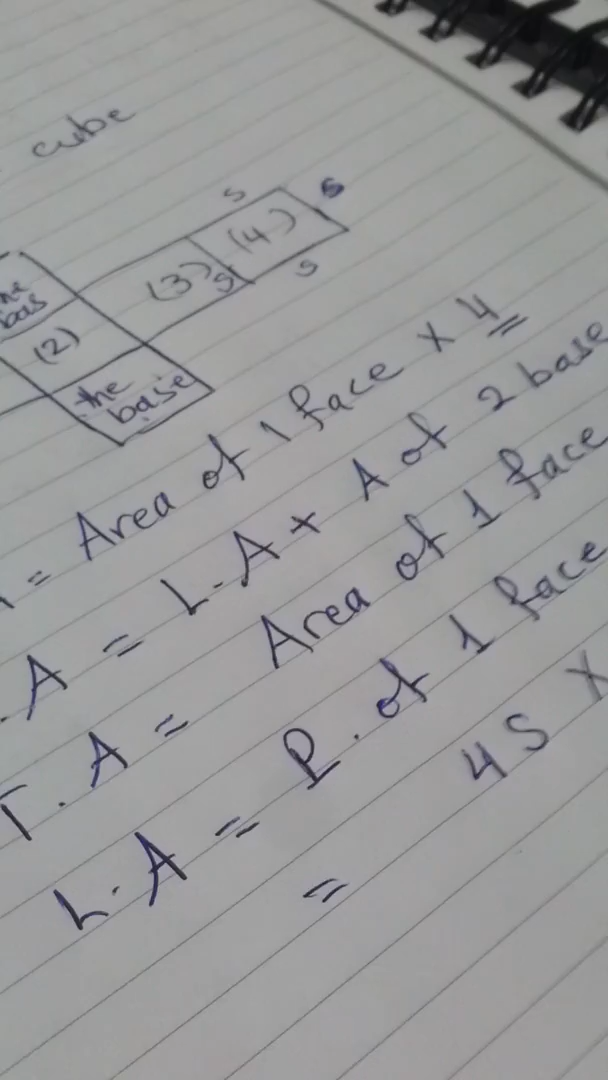 cube
s
s
(4)
(3)
s
s
the
bas
(2)
the
base
= Area of 1 face × 4
.A = L.A + A of 2 base
T.A = Area of 1 face
L.A = P. of 1 face
= 4S X